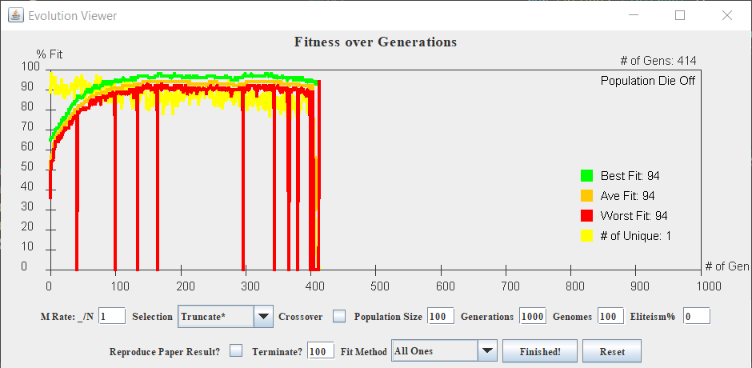 Evolution Viewer
Fitness over Generations
% Fit
# of Gens: 414
100
Population Die Off
90
80
70
60
50
Best Fit: 94
40
Ave Fit: 94
30
Worst Fit: 94
20
# of Unique: 1
10
0
# of Gen
0 100 200 300 400 500 600 700 800 900 1000
M Rate: _/N 1 Selection Truncate* Crossover Population Size 100 Generations 1000 Genomes 100 Eliteism% 0
Reproduce Paper Result? Terminate? 100 Fit Method All Ones Finished! Reset